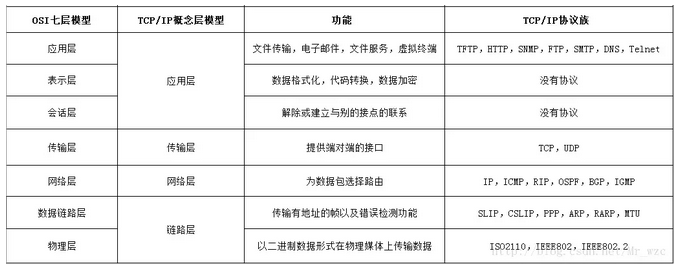 OSI七层模型 TCP/IP概念层模型 功能 TCP/IP协议族
应用层 文件传输，电子邮件，文件服务，虚拟终端 TFTP，HTTP，SNMP，FTP，SMTP，DNS，Telnet
表示层 应用层 数据格式化，代码转换，数据加密 没有协议
会话层 解除或建立与别的接点的联系 没有协议
传输层 传输层 提供端对端的接口 TCP，UDP
网络层 网络层 为数据包选择路由 IP，ICMP，RIP，OSPF，BGP，IGMP
数据链路层 传输有地址的帧以及错误检测功能 SLIP，CSLIP，PPP，ARP，RARP，MTU
链路层
物理层 以二进制数据形式在物理媒体上传输数据 ISO2110，IEEE802，IEEE802.2
http://blog.csdn.net/Mr_wzc